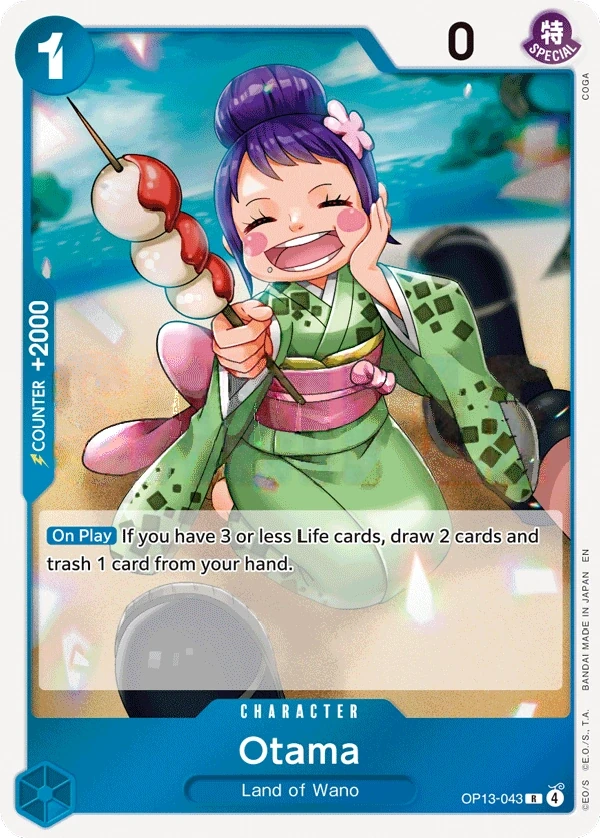 1
0
特
SPECIAL
COGA
COUNTER +2000
On Play If you have 3 or less Life cards, draw 2 cards and
trash 1 card from your hand.
CHARACTER
Otama
Land of Wano
OP13-043 R 4
©E.O/S ©E.O./S., T.A. BANDAI MADE IN JAPAN EN